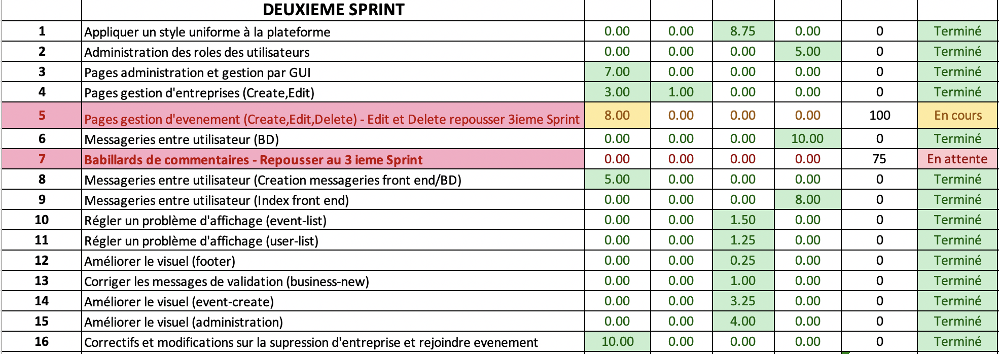 DEUXIEME SPRINT
1 Appliquer un style uniforme à la plateforme 0.00 0.00 8.75 0.00 0 Terminé
2 Administration des roles des utilisateurs 0.00 0.00 0.00 5.00 0 Terminé
3 Pages administration et gestion par GUI 7.00 0.00 0.00 0.00 0 Terminé
4 Pages gestion d'entreprises (Create,Edit) 3.00 1.00 0.00 0.00 0 Terminé
5 Pages gestion d'evenement (Create,Edit,Delete) - Edit et Delete repousser 3ieme Sprint 8.00 0.00 0.00 0.00 100 En cours
6 Messageries entre utilisateur (BD) 0.00 0.00 0.00 10.00 0 Terminé
7 Babillards de commentaires - Repousser au 3 ieme Sprint 0.00 0.00 0.00 0.00 75 En attente
8 Messageries entre utilisateur (Creation messageries front end/BD) 5.00 0.00 0.00 0.00 0 Terminé
9 Messageries entre utilisateur (Index front end) 0.00 0.00 0.00 8.00 0 Terminé
10 Régler un problème d'affichage (event-list) 0.00 0.00 1.50 0.00 0 Terminé
11 Régler un problème d'affichage (user-list) 0.00 0.00 1.25 0.00 0 Terminé
12 Améliorer le visuel (footer) 0.00 0.00 0.25 0.00 0 Terminé
13 Corriger les messages de validation (business-new) 0.00 0.00 1.00 0.00 0 Terminé
14 Améliorer le visuel (event-create) 0.00 0.00 3.25 0.00 0 Terminé
15 Améliorer le visuel (administration) 0.00 0.00 4.00 0.00 0 Terminé
16 Correctifs et modifications sur la supression d'entreprise et rejoindre evenement 10.00 0.00 0.00 0.00 0 Terminé